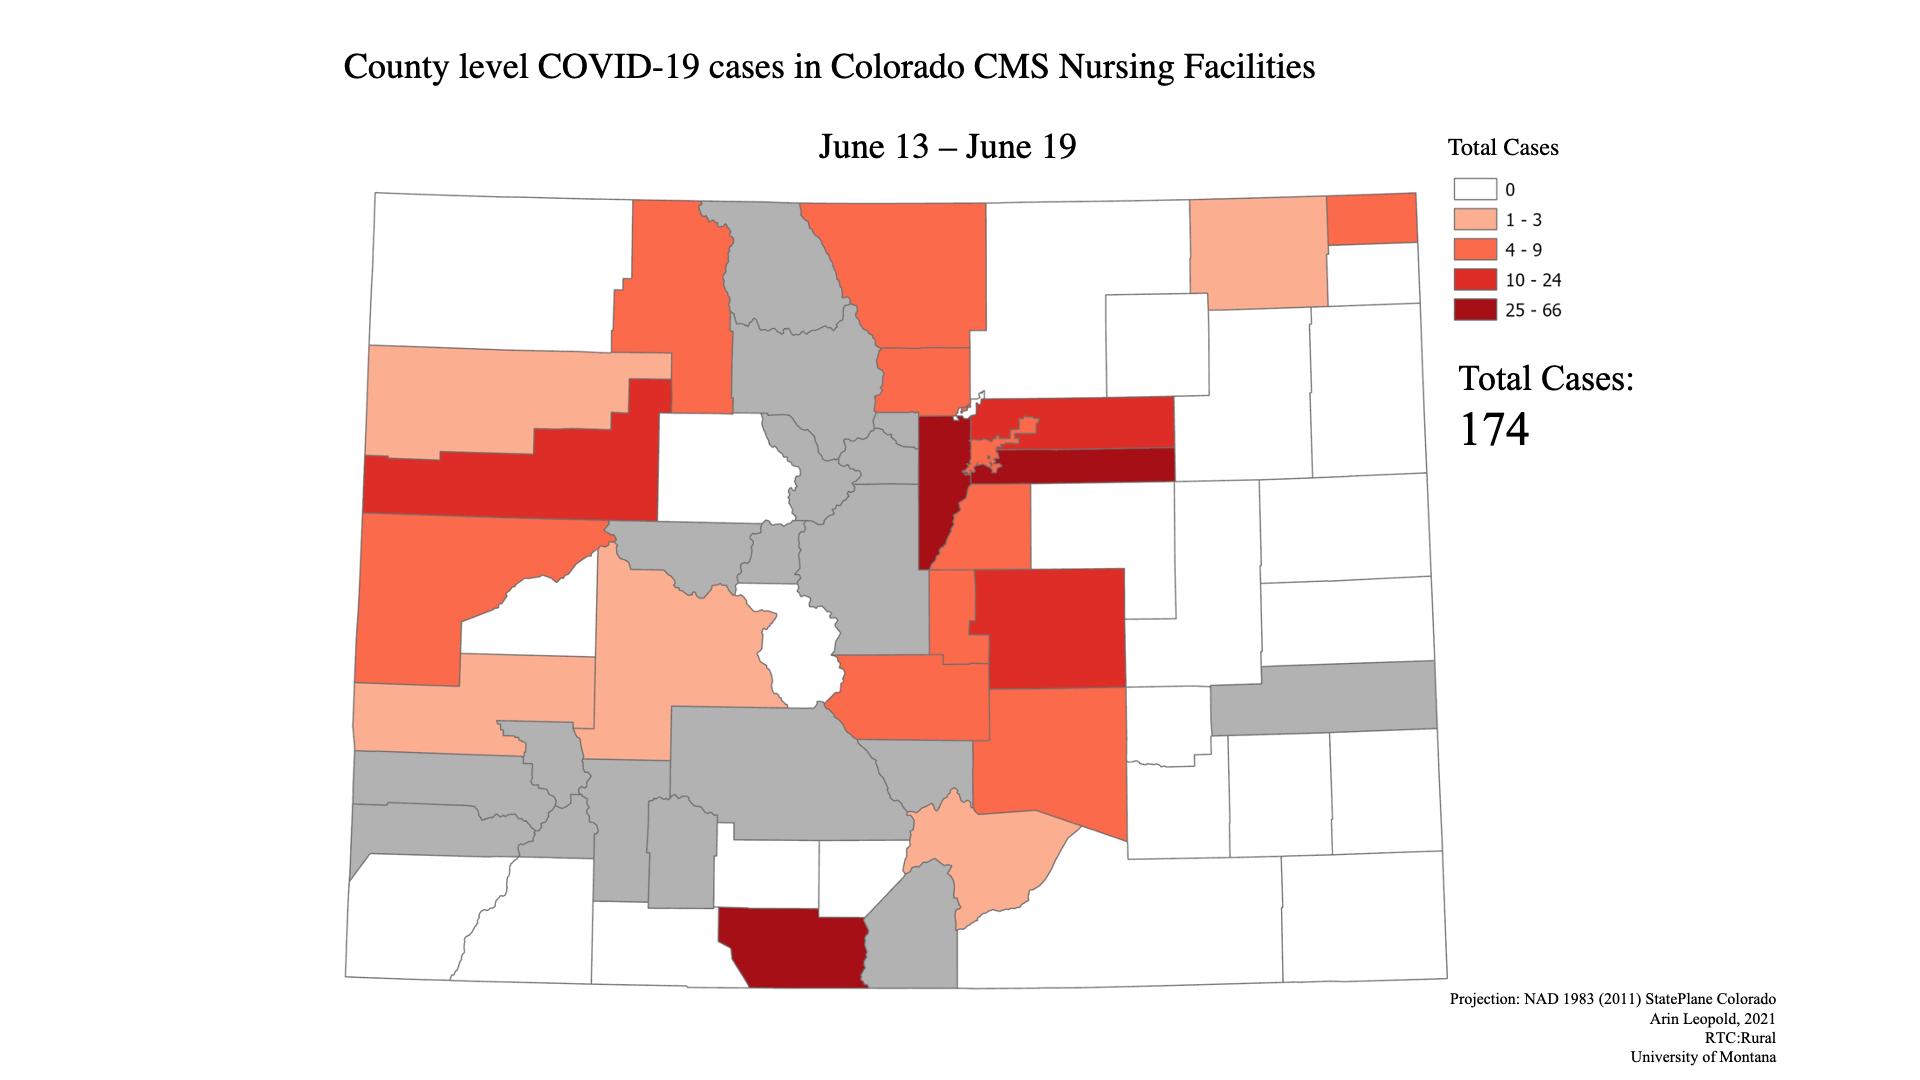 County level COVID-19 cases in Colorado CMS Nursing Facilities
June 13 – June 19
Total Cases
0
1 - 3
4 - 9
10 - 24
25 - 66
Total Cases:
174
Projection: NAD 1983 (2011) StatePlane Colorado
Arin Leopold, 2021
RTC:Rural
University of Montana